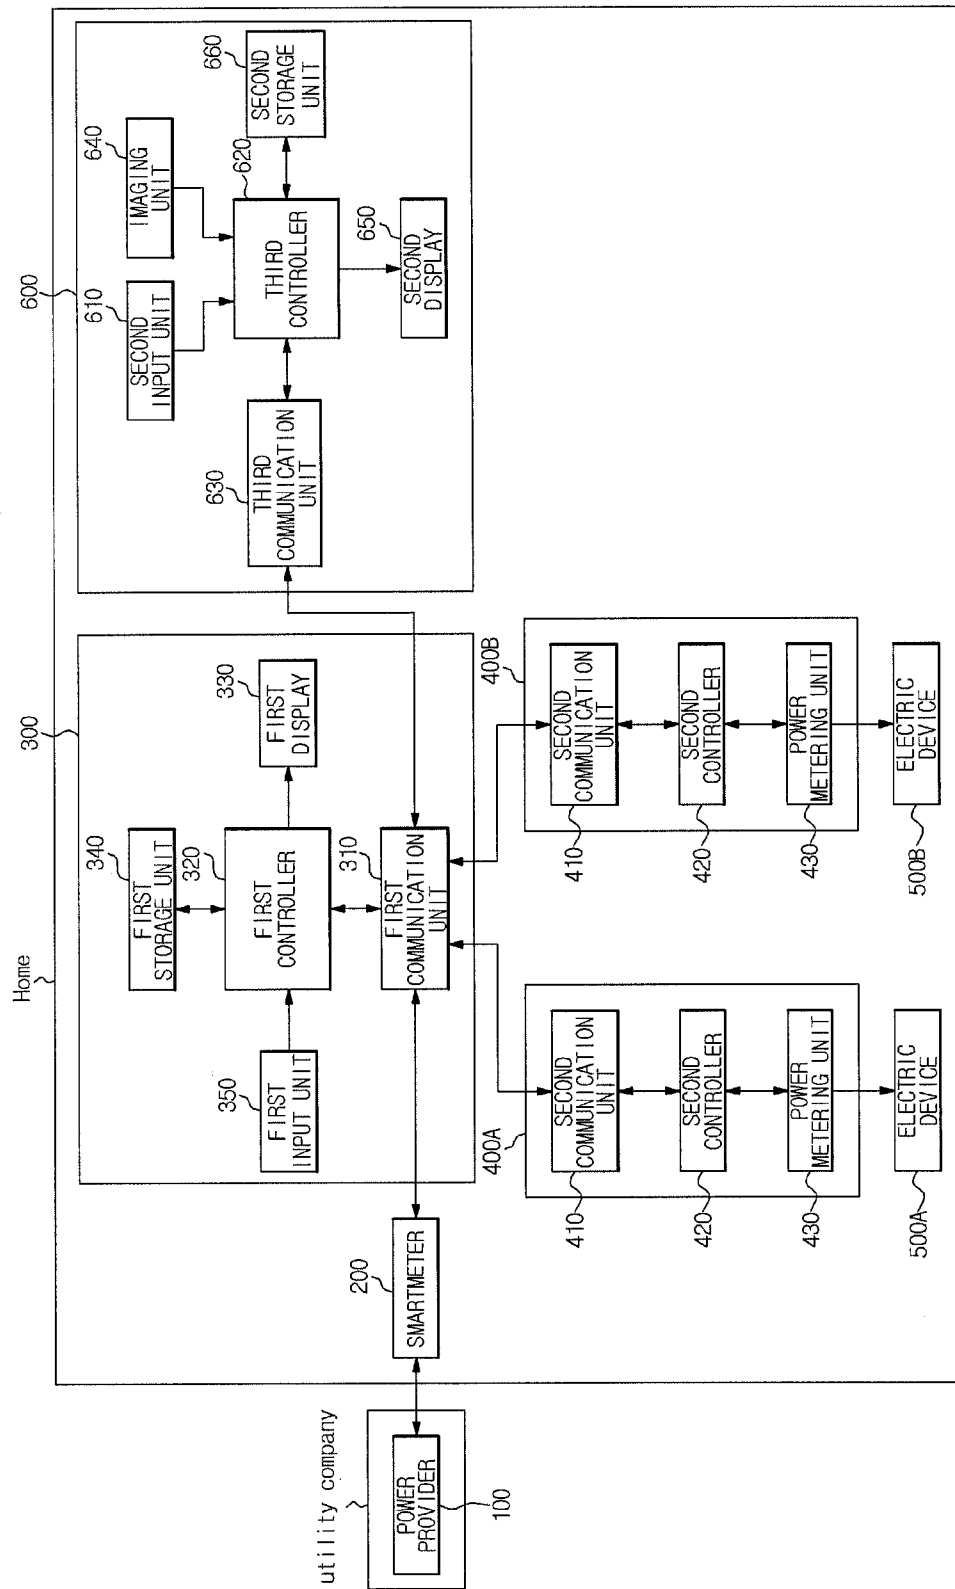 Home
utility company
POWER
PROVIDER
100
200
SMARTMETER
300
340
FIRST
STORAGE UNIT
350
FIRST
INPUT UNIT
320
FIRST
CONTROLLER
330
FIRST
DISPLAY
310
FIRST
COMMUNICATION
UNIT
400A
SECOND
COMMUNICATION
UNIT
410
SECOND
CONTROLLER
420
POWER
METERING UNIT
430
ELECTRIC
DEVICE
500A
400B
SECOND
COMMUNICATION
UNIT
410
SECOND
CONTROLLER
420
POWER
METERING UNIT
430
ELECTRIC
DEVICE
500B
600
610
SECOND
INPUT UNIT
640
IMAGING
UNIT
630
THIRD
COMMUNICATION
UNIT
620
THIRD
CONTROLLER
660
SECOND
STORAGE
UNIT
650
SECOND
DISPLAY